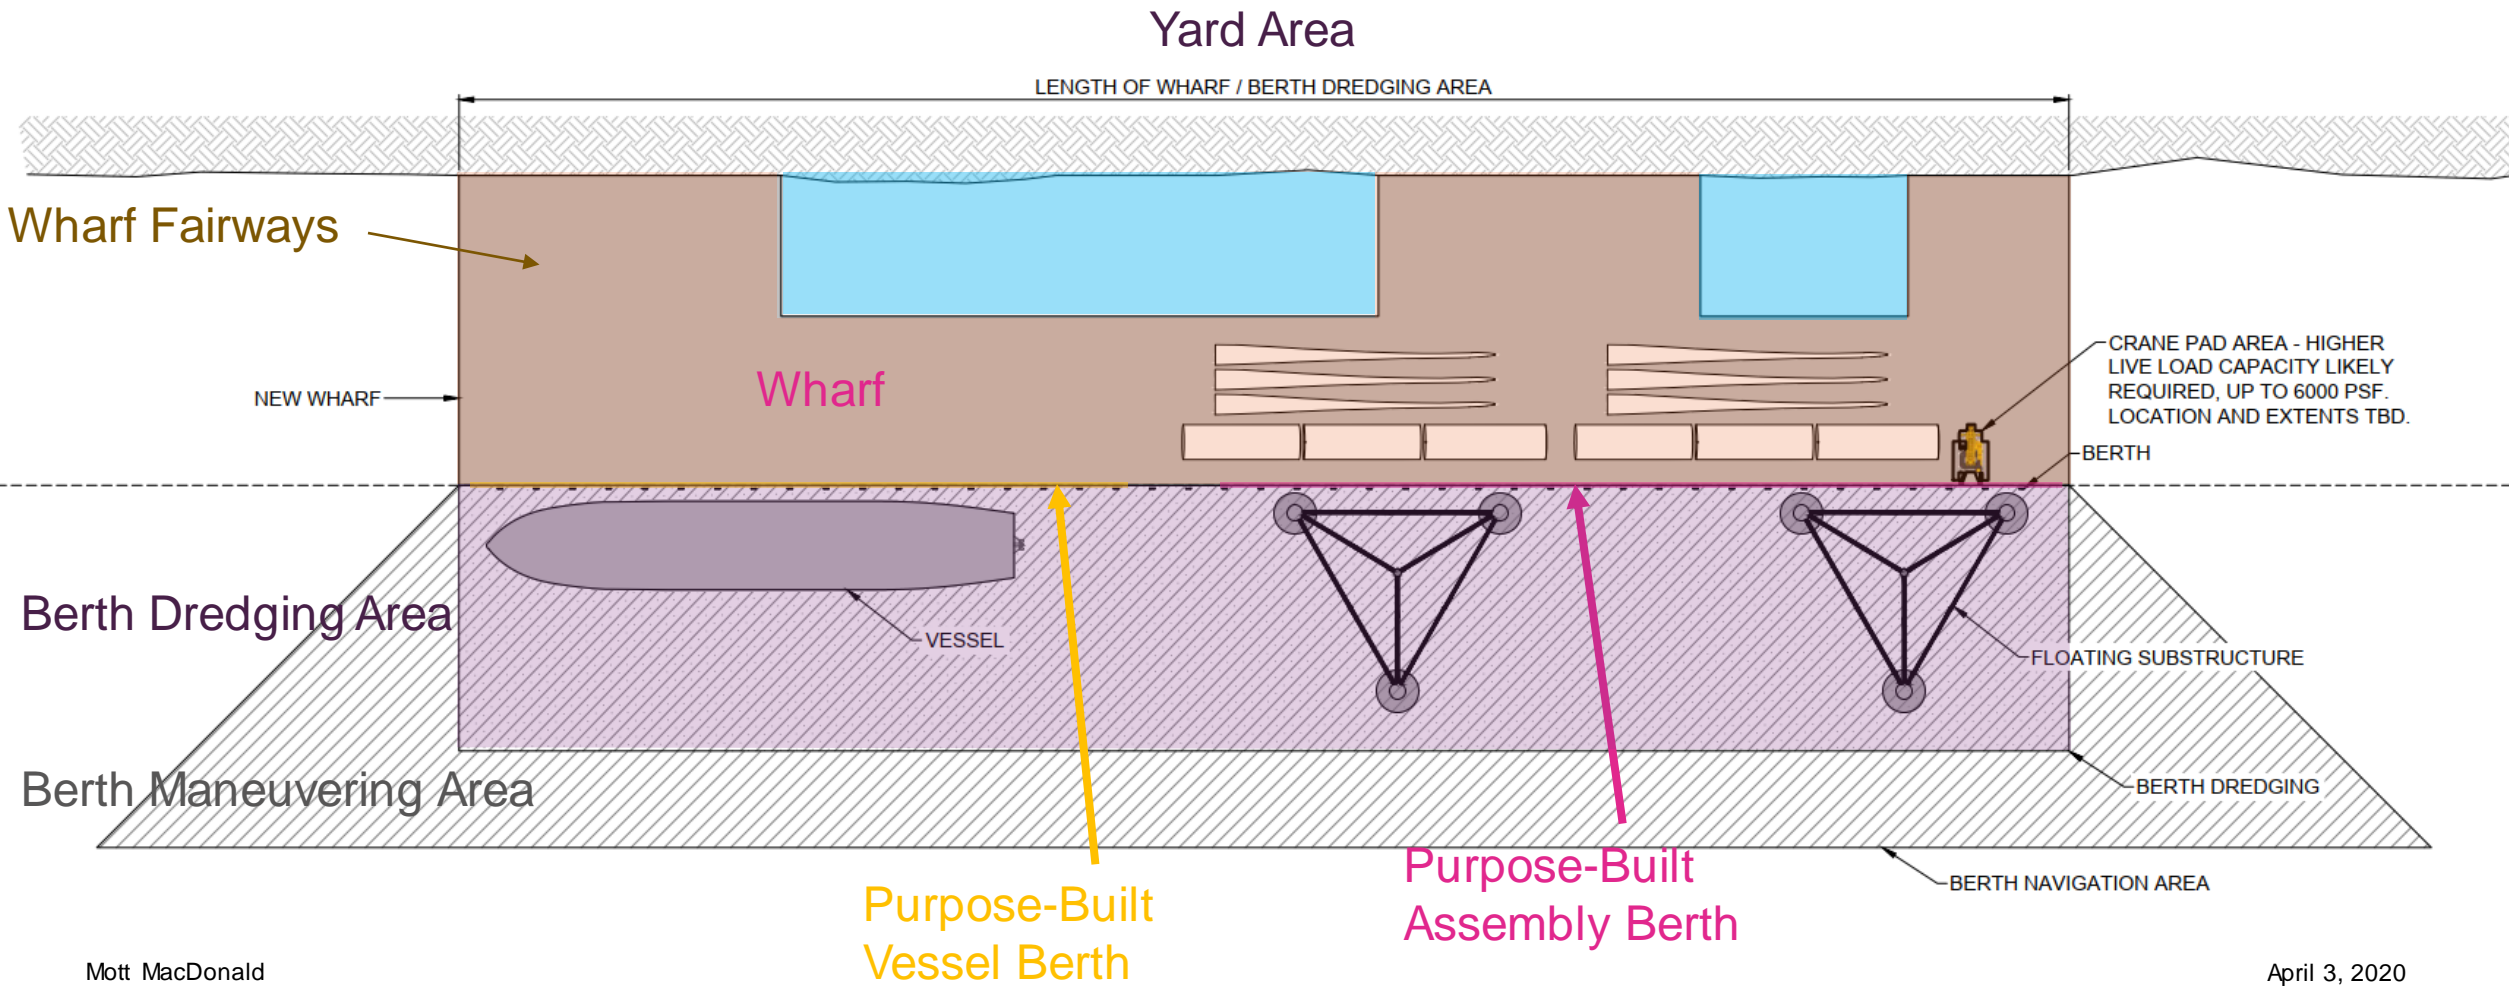 Yard Area
LENGTH OF WHARF / BERTH DREDGING AREA
Wharf Fairways
CRANE PAD AREA - HIGHER
LIVE LOAD CAPACITY LIKELY
REQUIRED, UP TO 6000 PSF.
LOCATION AND EXTENTS TBD.
Wharf
NEW WHARF
BERTH
Berth Dredging Area
VESSEL
FLOATING SUBSTRUCTURE
Berth Maneuvering Area
BERTH DREDGING
Purpose-Built
Assembly Berth
BERTH NAVIGATION AREA
Purpose-Built
Vessel Berth
Mott MacDonald
April 3, 2020